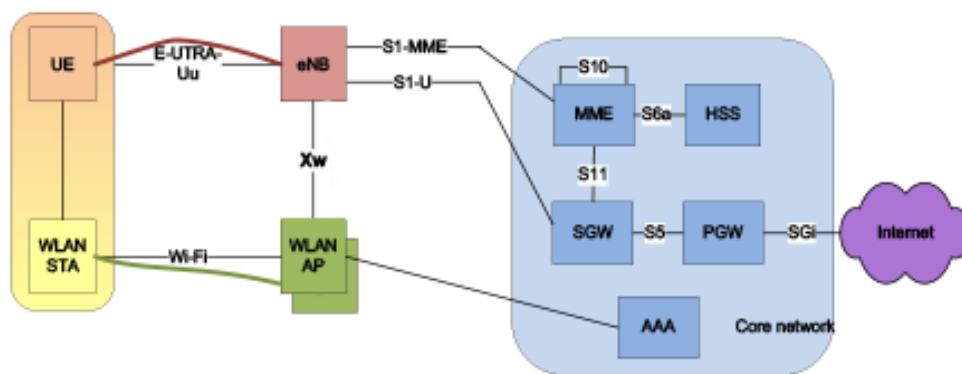 UE
E-UTRA-
Uu
eNB
S1-MME
S1-U
S10
MME
S6a
HSS
Xw
S11
WLAN
STA
Wi-Fi
WLAN
AP
SGW
S5
PGW
SGi
Internet
AAA
Core network